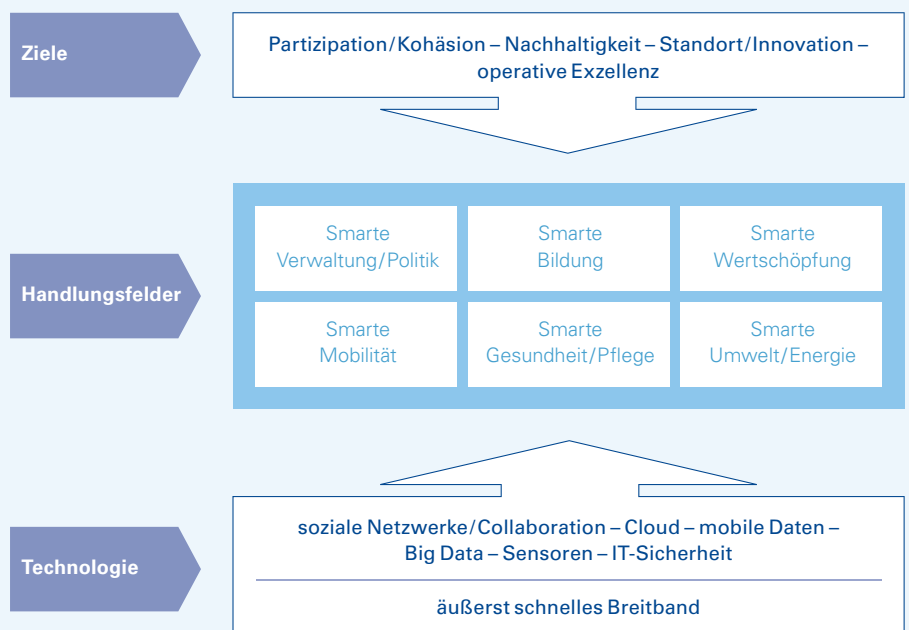 Ziele
Partizipation/Kohäsion – Nachhaltigkeit – Standort/Innovation –
operative Exzellenz
Handlungsfelder
Smarte
Verwaltung/Politik
Smarte
Bildung
Smarte
Wertschöpfung
Smarte
Mobilität
Smarte
Gesundheit/Pflege
Smarte
Umwelt/Energie
Technologie
soziale Netzwerke/Collaboration – Cloud – mobile Daten –
Big Data – Sensoren – IT-Sicherheit
äußerst schnelles Breitband